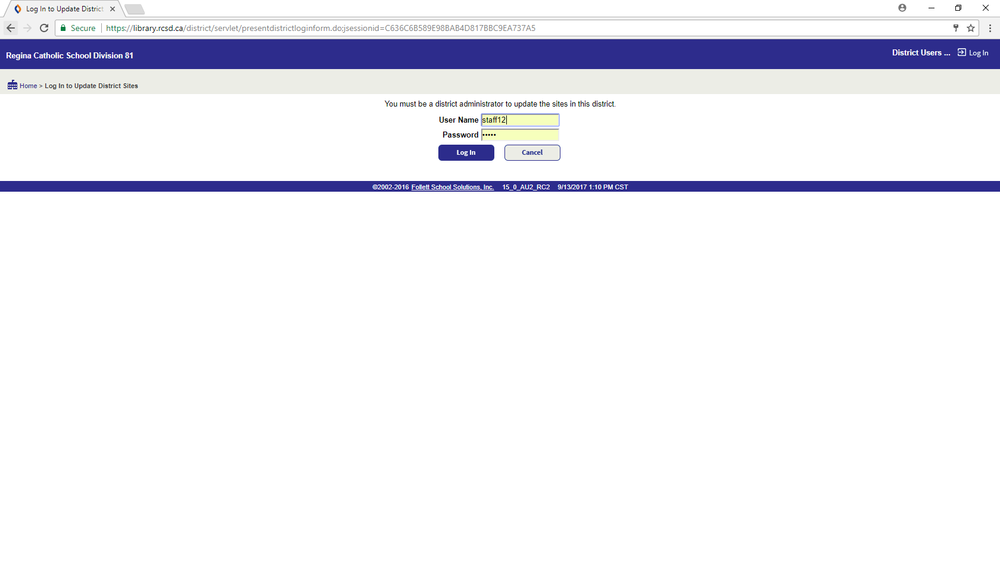 Log In to Update District
Secure
https://library.rcsd.ca/district/servlet/presentdistrictloginform.do;jsessionid=C636C6B589E98BAB4D817BBC9EA737A5
Regina Catholic School Division 81
District Users ... Log In
Home > Log In to Update District Sites
You must be a district administrator to update the sites in this district.
User Name staff12
Password •••••
Log In Cancel
©2002-2016 Follett School Solutions, Inc. 15_0_AU2_RC2 9/13/2017 1:10 PM CST